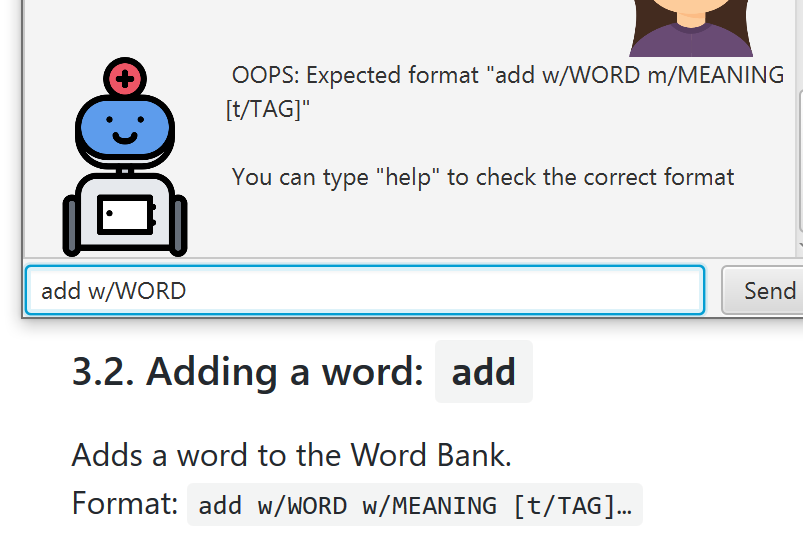 OOPS: Expected format "add w/WORD m/MEANING
[t/TAG]"
You can type "help" to check the correct format
add w/WORD
Send
3.2. Adding a word: add
Adds a word to the Word Bank.
Format: add w/WORD w/MEANING [t/TAG]…